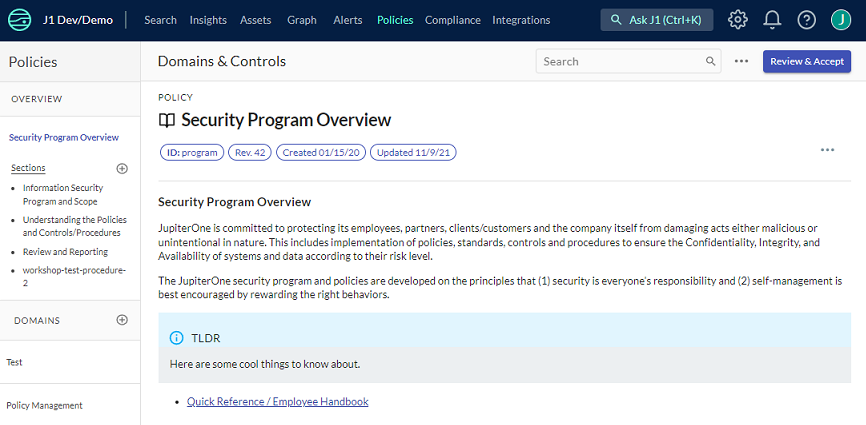 J1 Dev/Demo Search Insights Assets Graph Alerts Policies Compliance Integrations Ask J1 (Ctrl+K) J
Policies
OVERVIEW
Security Program Overview
Sections
• Information Security
Program and Scope
• Understanding the Policies
and Controls/Procedures
• Review and Reporting
• workshop-test-procedure-
2
DOMAINS
Test
Policy Management
Domains & Controls Search Review & Accept
POLICY
Security Program Overview
ID: program Rev. 42 Created 01/15/20 Updated 11/9/21
Security Program Overview
JupiterOne is committed to protecting its employees, partners, clients/customers and the company itself from damaging acts either malicious or
unintentional in nature. This includes implementation of policies, standards, controls and procedures to ensure the Confidentiality, Integrity, and
Availability of systems and data according to their risk level.
The JupiterOne security program and policies are developed on the principles that (1) security is everyone's responsibility and (2) self-management is
best encouraged by rewarding the right behaviors.
TLDR
Here are some cool things to know about.
• Quick Reference / Employee Handbook